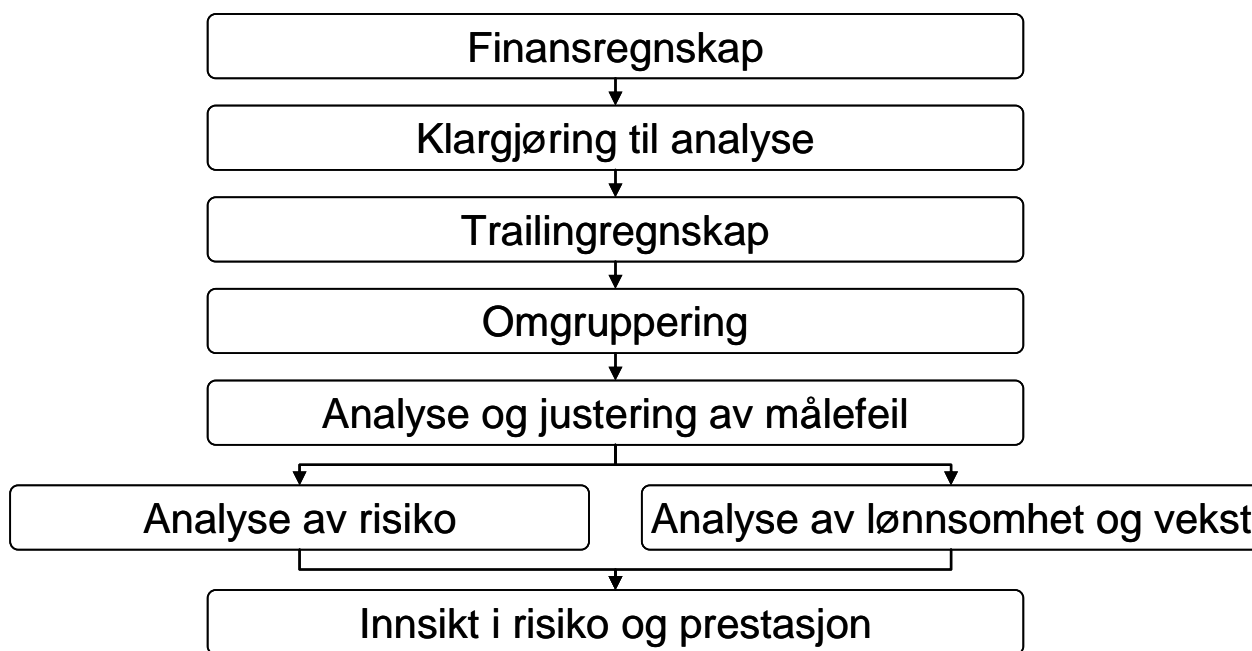 Finansregnskap
Klargjøring til analyse
Trailingregnskap
Omgruppering
Analyse og justering av målefeil
Analyse av risiko
Analyse av lønnsomhet og vekst
Innsikt i risiko og prestasjon